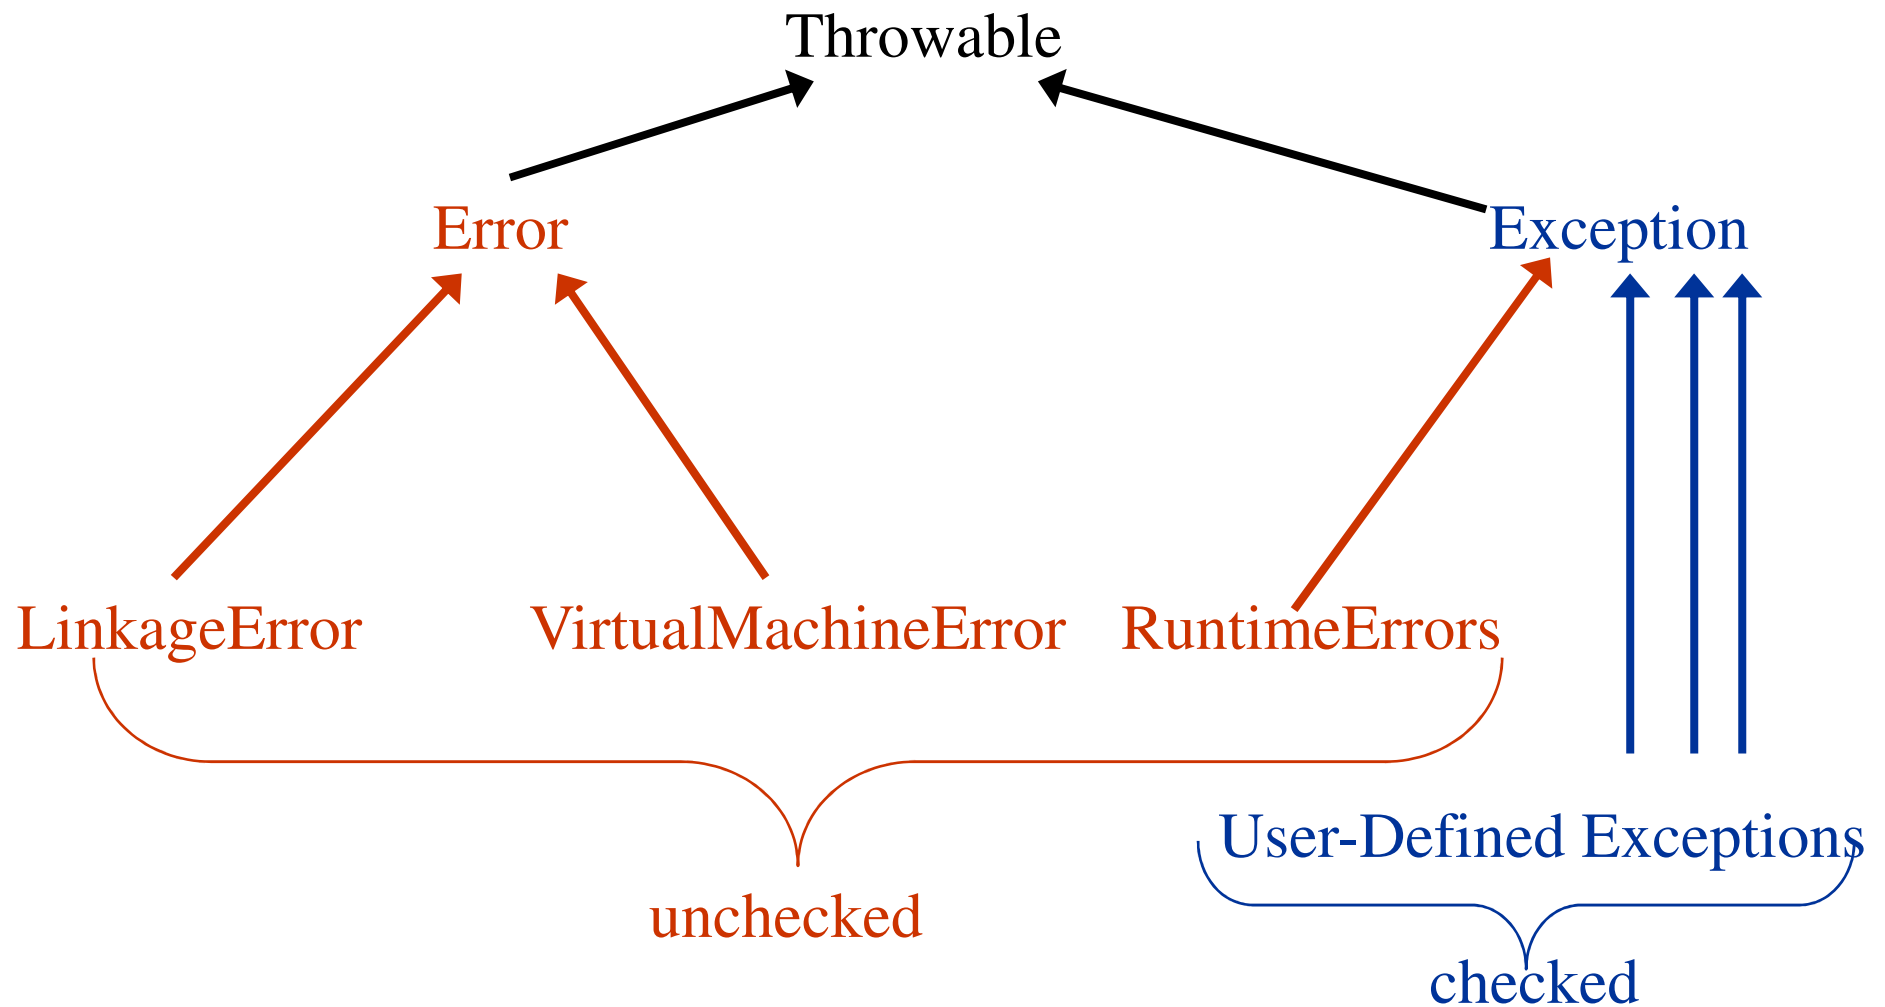 Throwable
Error
Exception
LinkageError
VirtualMachineError
RuntimeErrors
User-Defined Exceptions
unchecked
checked